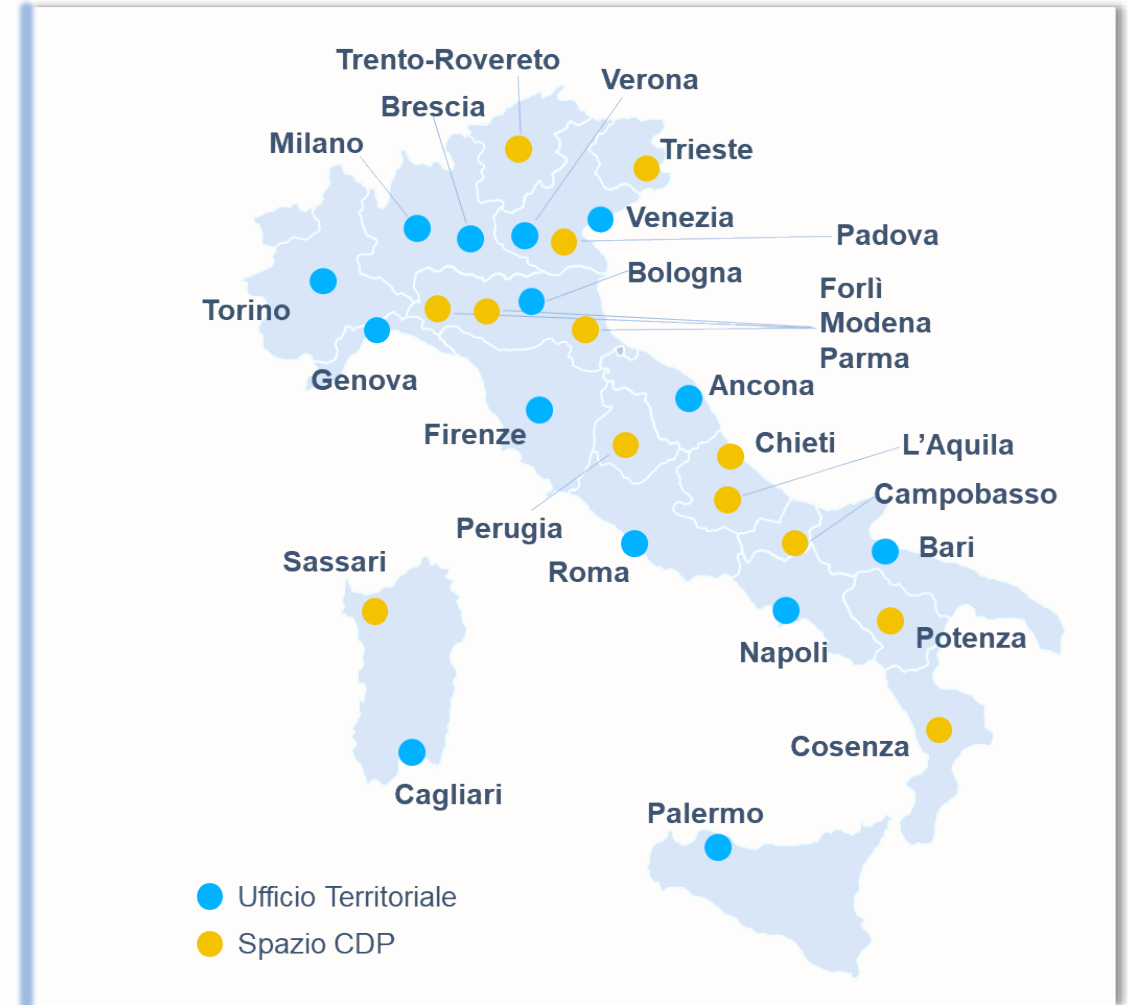 Trento-Rovereto
Verona
Brescia
Milano
Trieste
Venezia
Padova
Bologna
Forlì
Torino
Modena
Parma
Genova
Ancona
Firenze
Chieti
L’Aquila
Campobasso
Perugia
Bari
Sassari
Roma
Potenza
Napoli
Cosenza
Cagliari
Palermo
Ufficio Territoriale
Spazio CDP